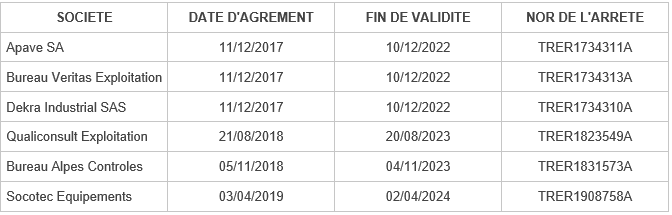 SOCIETE DATE D'AGREMENT FIN DE VALIDITE NOR DE L'ARRETE
Apave SA 11/12/2017 10/12/2022 TRER1734311A
Bureau Veritas Exploitation 11/12/2017 10/12/2022 TRER1734313A
Dekra Industrial SAS 11/12/2017 10/12/2022 TRER1734310A
Qualiconsult Exploitation 21/08/2018 20/08/2023 TRER1823549A
Bureau Alpes Controles 05/11/2018 04/11/2023 TRER1831573A
Socotec Equipements 03/04/2019 02/04/2024 TRER1908758A